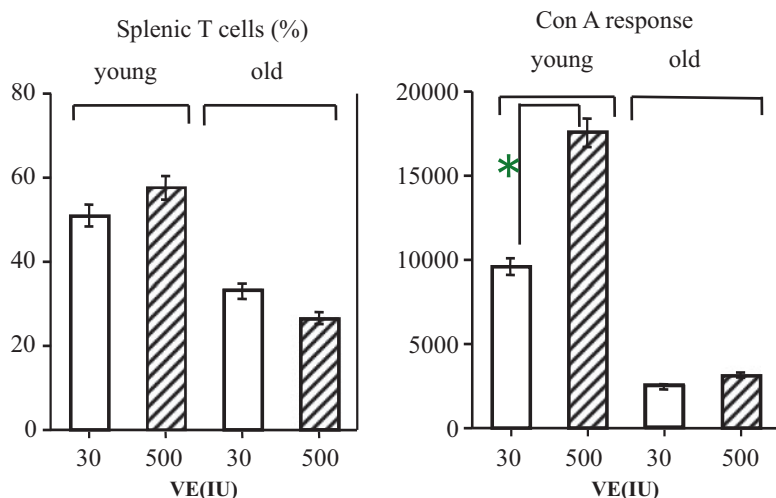 Splenic T cells (%)
young old
80
60
40
20
0
30 500 30 500
VE(IU)
Con A response
young old
20000
15000
*
10000
5000
0
30 500 30 500
VE(IU)